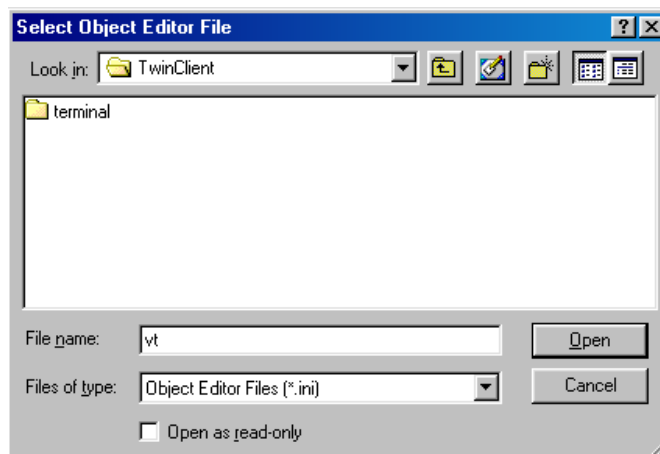 Select Object Editor File
Look in: TwinClient
terminal
File name: vt Open
Files of type: Object Editor Files (*.ini) Cancel
Open as read-only